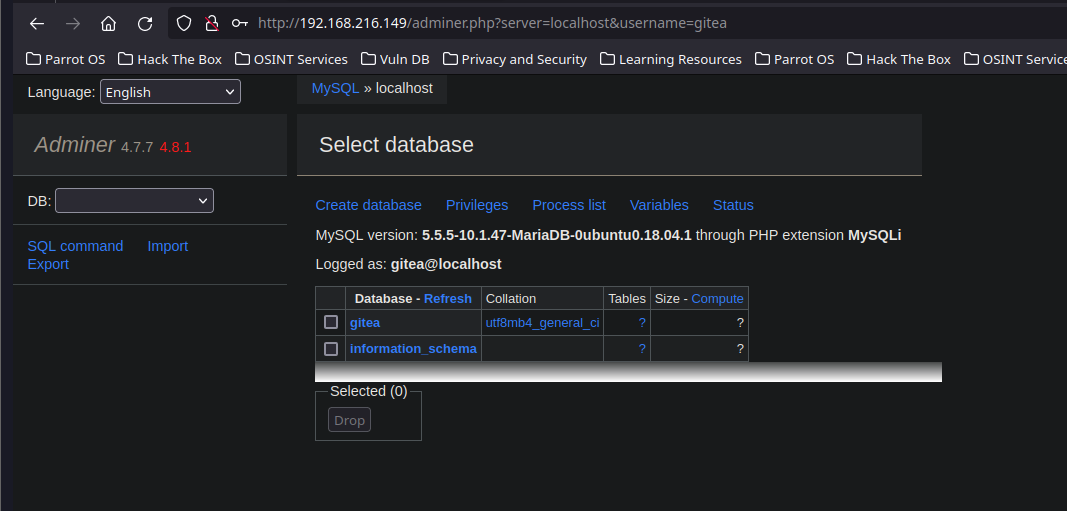 http://192.168.216.149/adminer.php?server=localhost&username=gitea
Parrot OS Hack The Box OSINT Services Vuln DB Privacy and Security Learning Resources Parrot OS Hack The Box OSINT Service
Language: English
MySQL » localhost
Adminer 4.7.7 4.8.1
Select database
DB:
SQL command Import
Export
Create database Privileges Process list Variables Status
MySQL version: 5.5.5-10.1.47-MariaDB-0ubuntu0.18.04.1 through PHP extension MySQLi
Logged as: gitea@localhost
Database - Refresh Collation Tables Size - Compute
gitea utf8mb4_general_ci ? ?
information_schema ? ?
Selected (0)
Drop